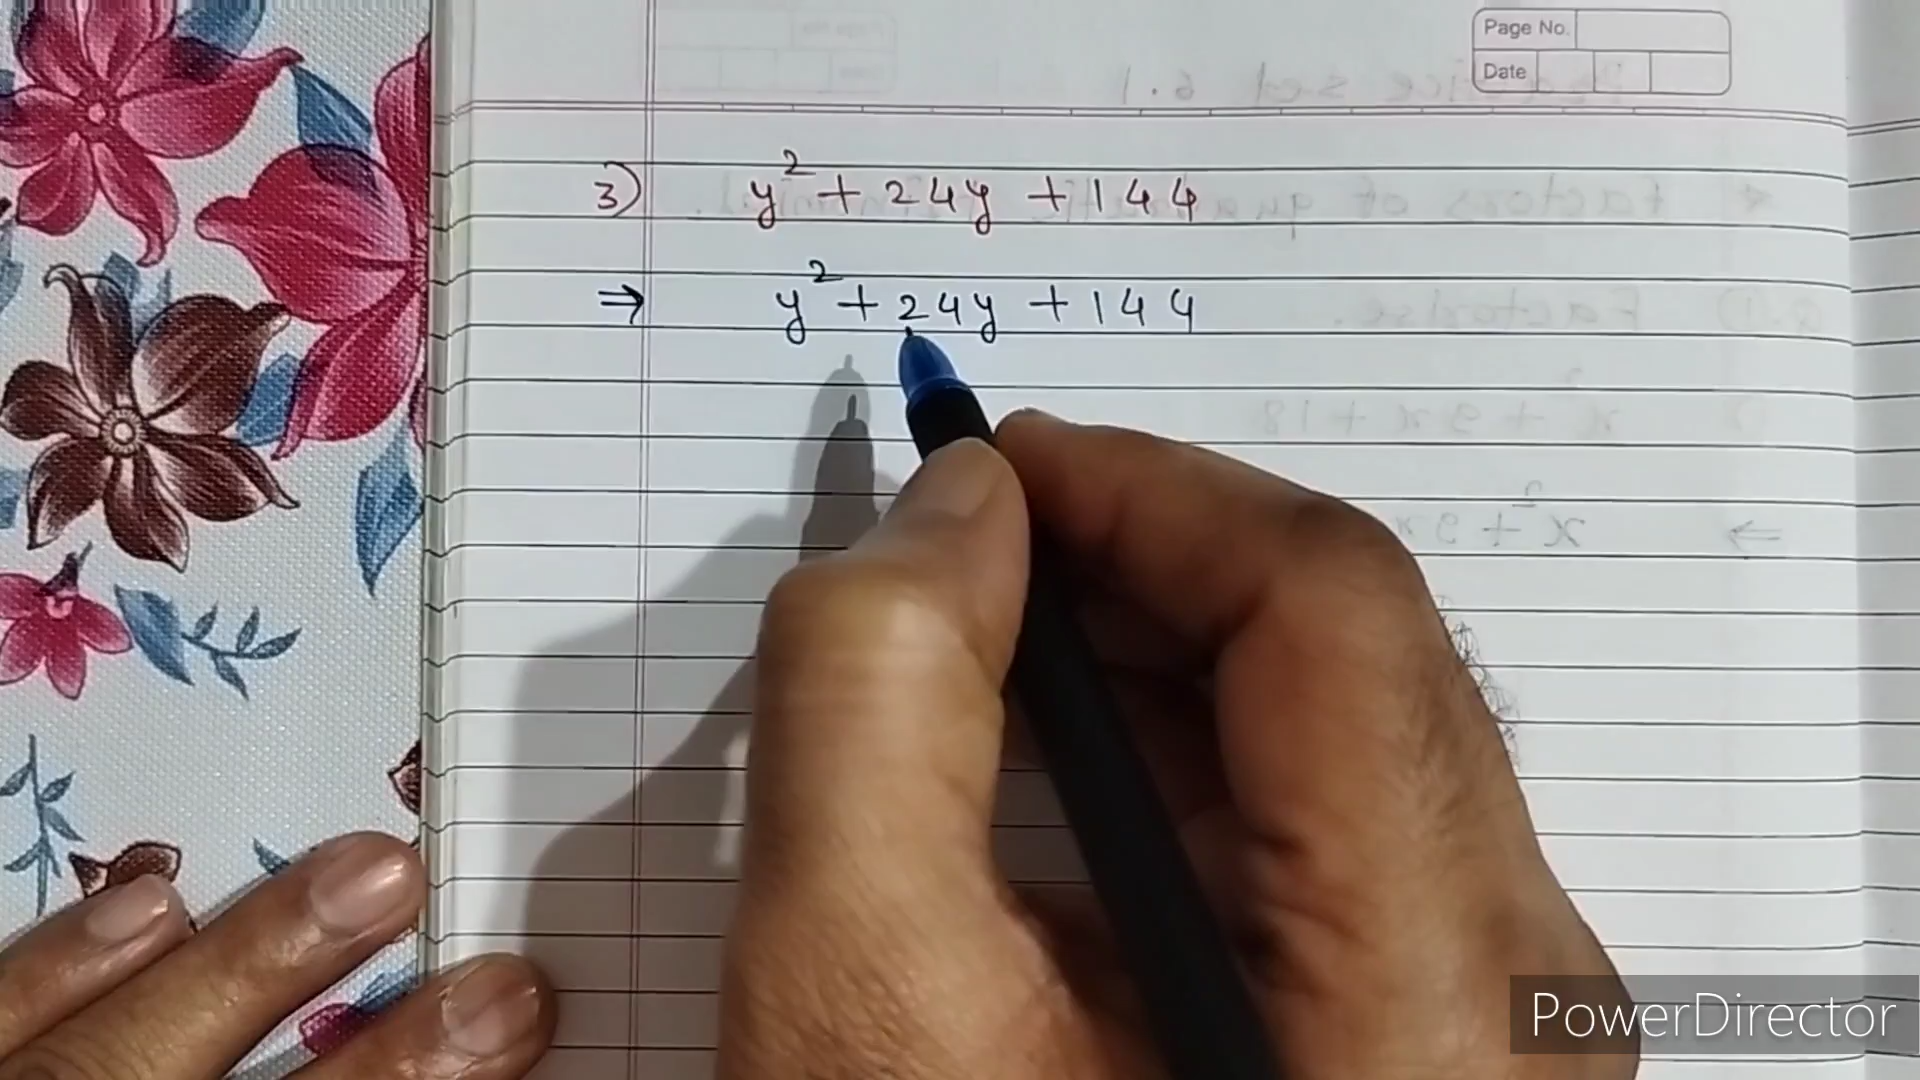 Page No.
Date
3) y² + 24y + 144
⇒ y² + 24y + 144
PowerDirector